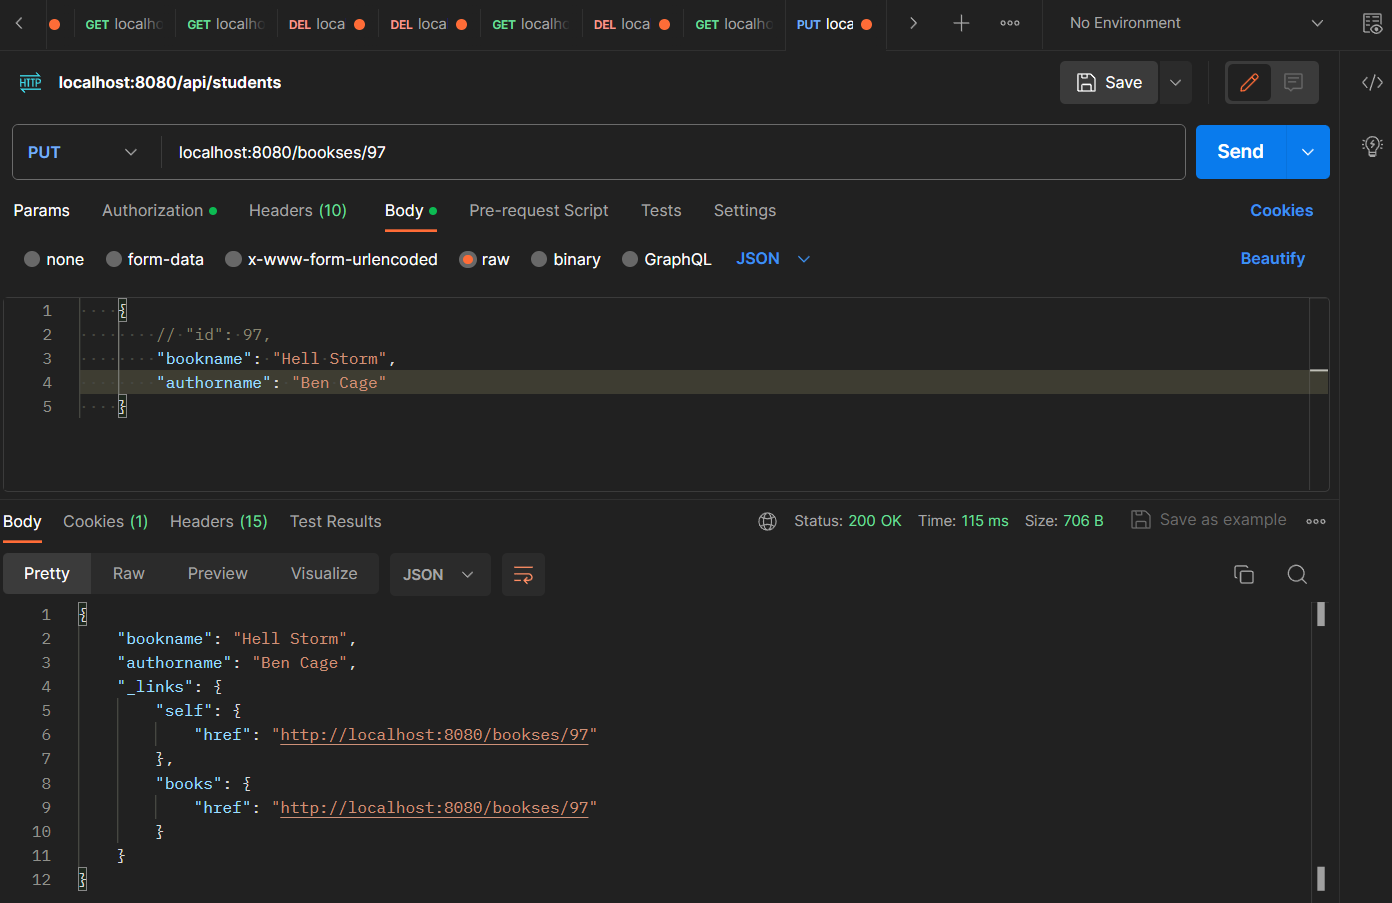 GET localhc
GET localhc
DEL loca
DEL loca
GET localhc
DEL loca
GET localhc
PUT loca
No Environment
HTTP localhost:8080/api/students
Save
PUT localhost:8080/bookses/97
Send
Params Authorization Headers (10) Body Pre-request Script Tests Settings Cookies
none form-data x-www-form-urlencoded raw binary GraphQL JSON Beautify
1 {
2 // "id": 97,
3 "bookname": "Hell Storm",
4 "authorname": "Ben Cage"
5 }
Body Cookies (1) Headers (15) Test Results Status: 200 OK Time: 115 ms Size: 706 B Save as example
Pretty Raw Preview Visualize JSON
1 {
2 "bookname": "Hell Storm",
3 "authorname": "Ben Cage",
4 "_links": {
5 "self": {
6 "href": "http://localhost:8080/bookses/97"
7 },
8 "books": {
9 "href": "http://localhost:8080/bookses/97"
10 }
11 }
12 }